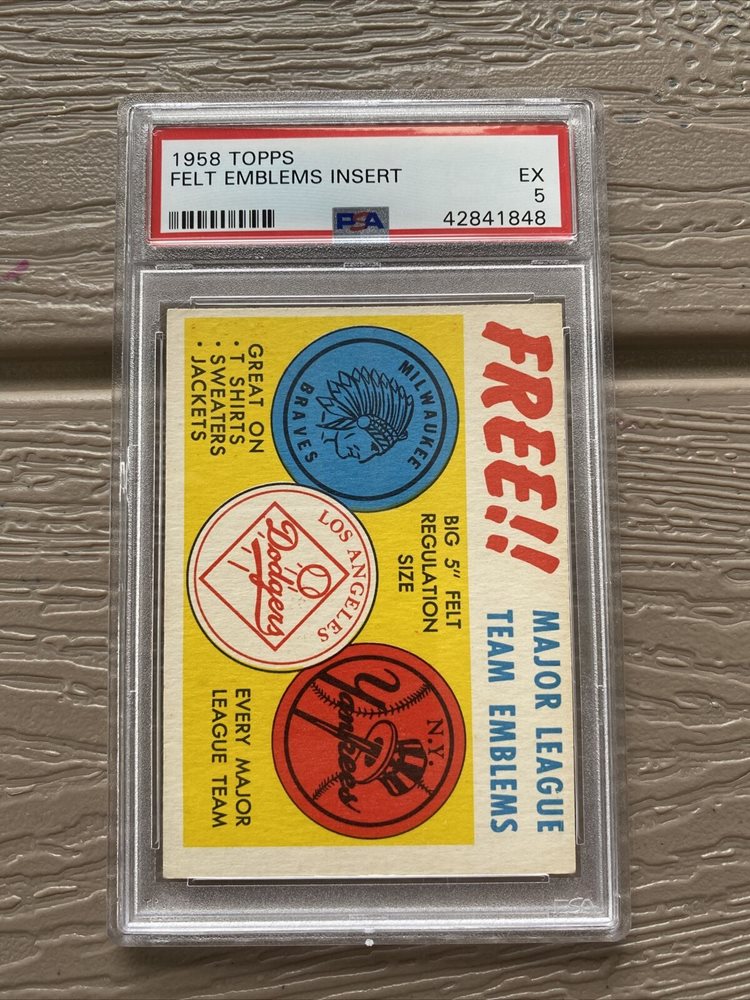 1958 TOPPS
FELT EMBLEMS INSERT
EX
5
PSA
42841848
FREE!!
MAJOR LEAGUE
TEAM EMBLEMS
MILWAUKEE
BRAVES
BIG 5" FELT
REGULATION
SIZE
N.Y.
Yankees
GREAT ON
• T SHIRTS
• SWEATERS
• JACKETS
LOS ANGELES
Dodgers
EVERY MAJOR
LEAGUE TEAM
PSA